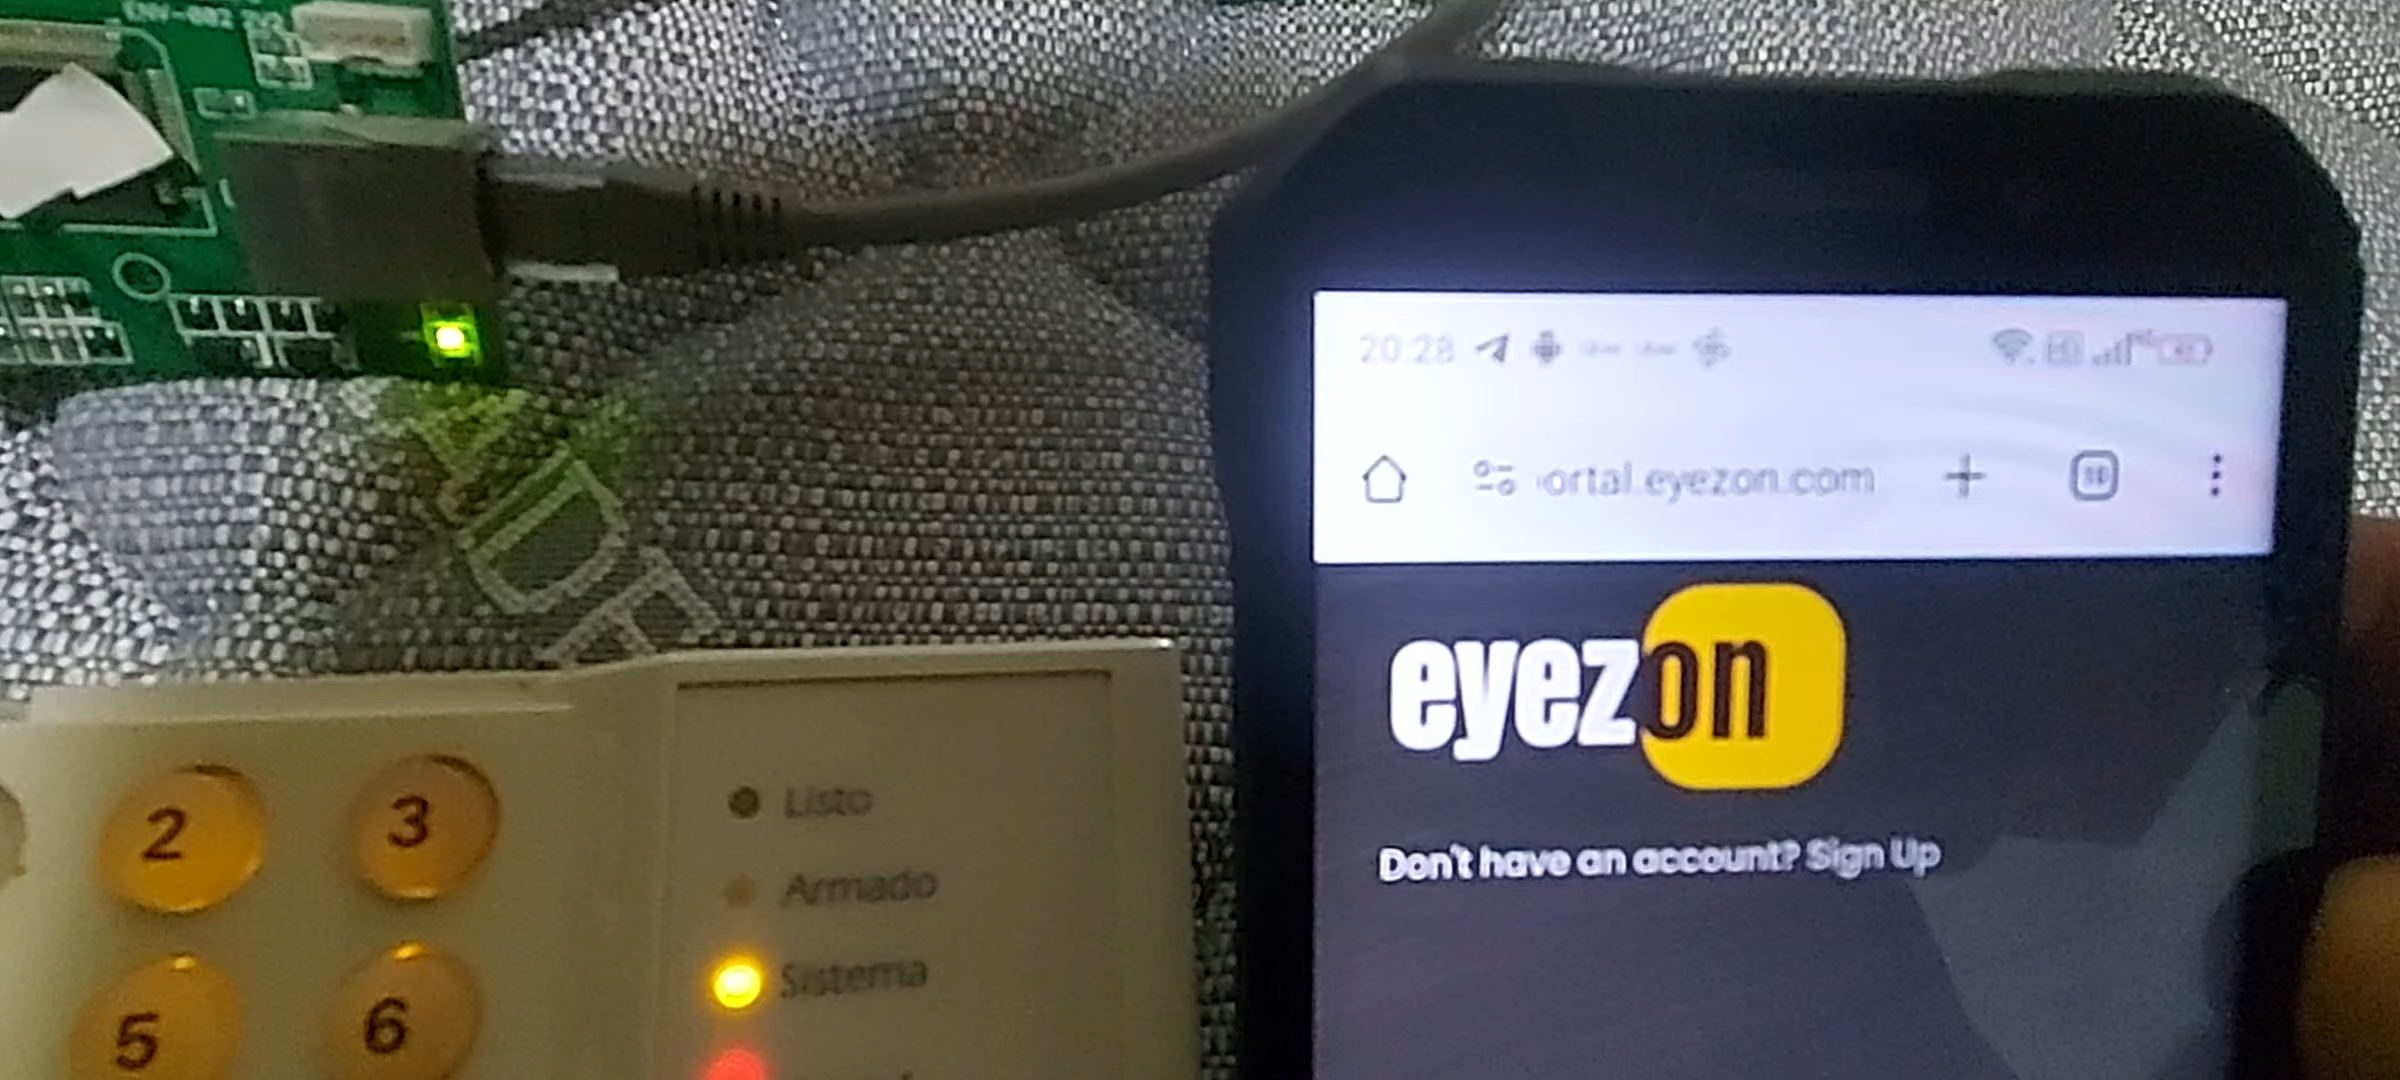 20:28
ortal.eyezon.com
eyezon
Don't have an account? Sign Up
2
3
Listo
Armado
5
6
Sistema